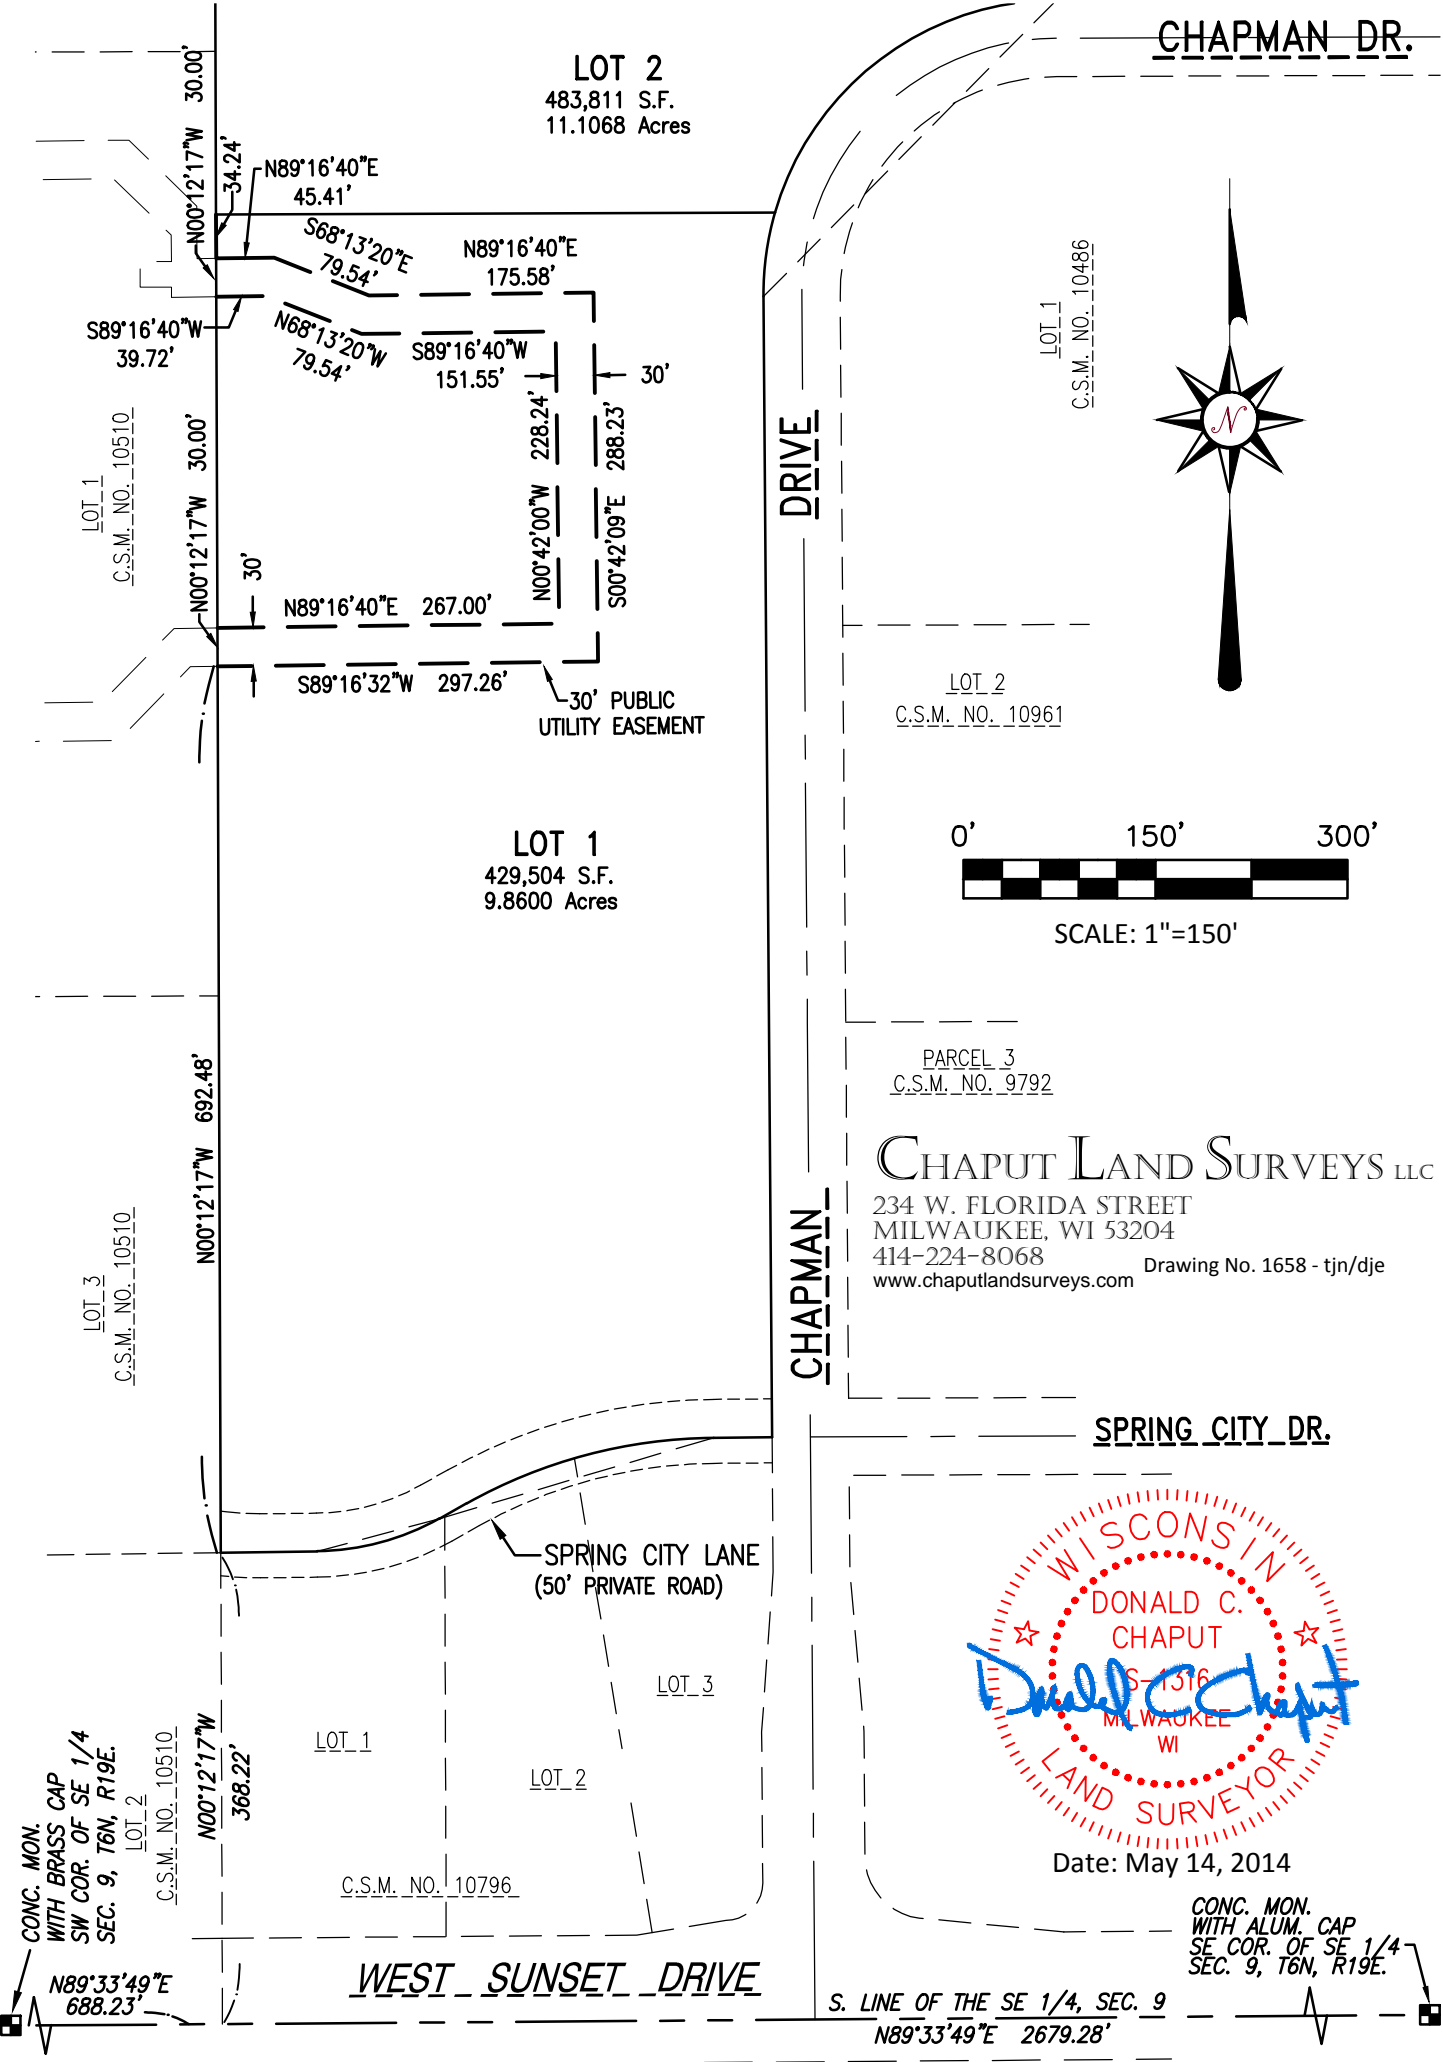 CHAPMAN DR.
LOT 2
483,811 S.F.
11.1068 Acres
N00°12'17"W 30.00'
34.24'
N89°16'40"E
45.41'
S68°13'20"E
79.54'
N89°16'40"E
175.58'
S89°16'40"W
39.72'
N68°13'20"W
79.54'
S89°16'40"W
151.55'
30'
LOT 1
C.S.M. NO. 10486
LOT 1
C.S.M. NO. 10510
N00°12'17"W 30.00'
30'
N00°42'00"W 228.24'
S00°42'09"E 288.23'
DRIVE
N
N89°16'40"E 267.00'
S89°16'32"W 297.26'
30' PUBLIC
UTILITY EASEMENT
LOT 2
C.S.M. NO. 10961
LOT 1
429,504 S.F.
9.8600 Acres
0' 150' 300'
SCALE: 1"=150'
PARCEL 3
C.S.M. NO. 9792
N00°12'17"W 692.48'
LOT 3
C.S.M. NO. 10510
CHAPMAN
CHAPUT LAND SURVEYS LLC
234 W. FLORIDA STREET
MILWAUKEE, WI 53204
414-224-8068
www.chaputlandsurveys.com
Drawing No. 1658 - tjn/dje
SPRING CITY DR.
SPRING CITY LANE
(50' PRIVATE ROAD)
WISCONSIN
DONALD C.
CHAPUT
S-1316
MILWAUKEE
WI
LAND SURVEYOR
Donald C Chaput
Date: May 14, 2014
LOT 1
LOT 2
LOT 3
C.S.M. NO. 10796
N00°12'17"W
368.22'
LOT 2
C.S.M. NO. 10510
CONC. MON.
WITH BRASS CAP
SW COR. OF SE 1/4
SEC. 9, T6N, R19E.
CONC. MON.
WITH ALUM. CAP
SE COR. OF SE 1/4
SEC. 9, T6N, R19E.
N89°33'49"E
688.23'
WEST SUNSET DRIVE
S. LINE OF THE SE 1/4, SEC. 9
N89°33'49"E 2679.28'